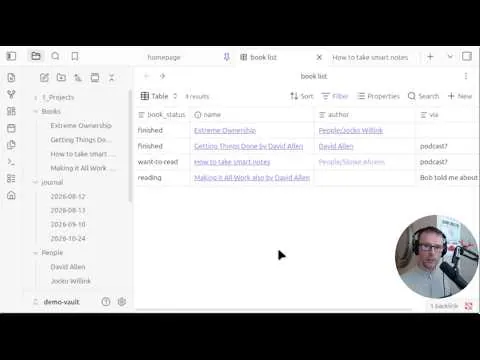 homepage
book list
How to take smart notes
book list
Table
4 results
Sort
Filter
Properties
Search
New
book_status
name
author
via
finished
Extreme Ownership
People/Jocko Willink
finished
Getting Things Done by David Allen
David Allen
podcast?
want-to-read
How to take smart notes
podcast?
reading
Making it All Work also by David Allen
Bob told me about
1_Projects
Books
Extreme Ownership
Getting Things Do...
How to take smart ...
Making it All Work ...
journal
2026-08-12
2026-08-13
2026-09-10
2026-10-24
People
David Allen
Jocko Willink
demo-vault
1 backlink